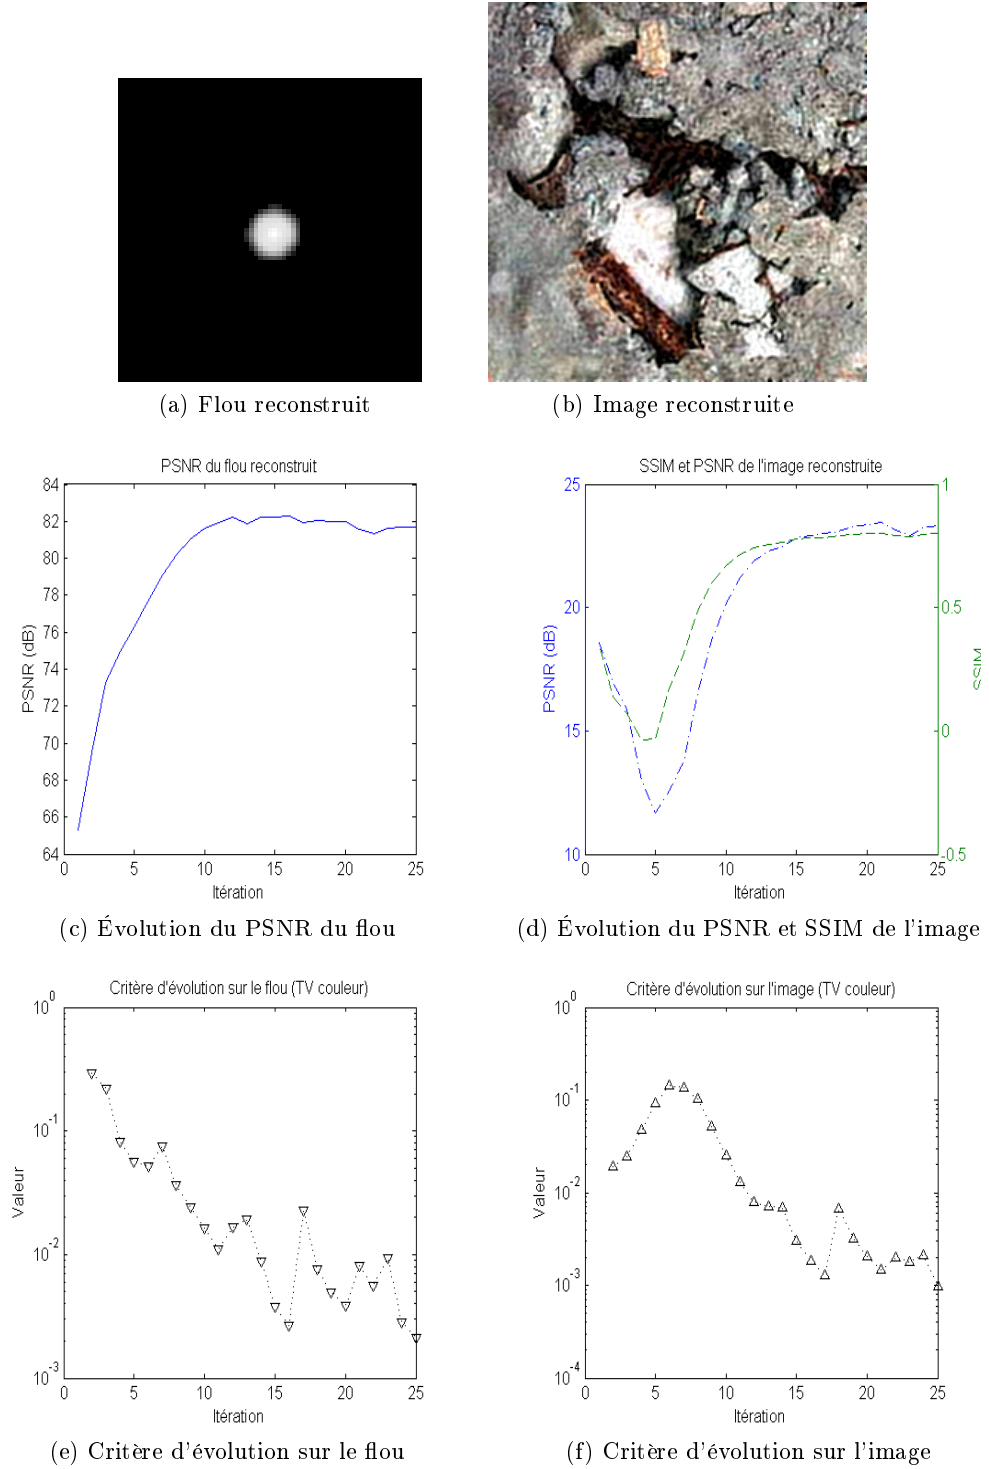 (a) Flou reconstruit
(b) Image reconstruite
PSNR du flou reconstruit
84
82
80
78
76
74
72
70
68
66
64
0 5 10 15 20 25
PSNR (dB)
Itération
(c) Évolution du PSNR du flou
SSIM et PSNR de l'image reconstruite
25
20
15
10
1
0.5
0
-0.5
0 5 10 15 20 25
PSNR (dB)
SSIM
Itération
(d) Évolution du PSNR et SSIM de l'image
Critère d'évolution sur le flou (TV couleur)
10^0
10^-1
10^-2
10^-3
0 5 10 15 20 25
Valeur
Itération
(e) Critère d'évolution sur le flou
Critère d'évolution sur l'image (TV couleur)
10^0
10^-1
10^-2
10^-3
10^-4
0 5 10 15 20 25
Valeur
Itération
(f) Critère d'évolution sur l'image